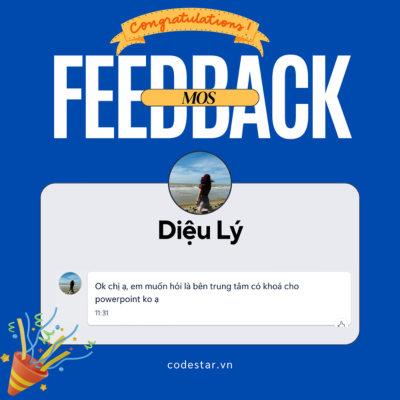 Congratulations!
FEEDBACK
MOS
Diệu Lý
Ok chị ạ, em muốn hỏi là bên trung tâm có khoá cho
powerpoint ko ạ
11:31
codestar.vn